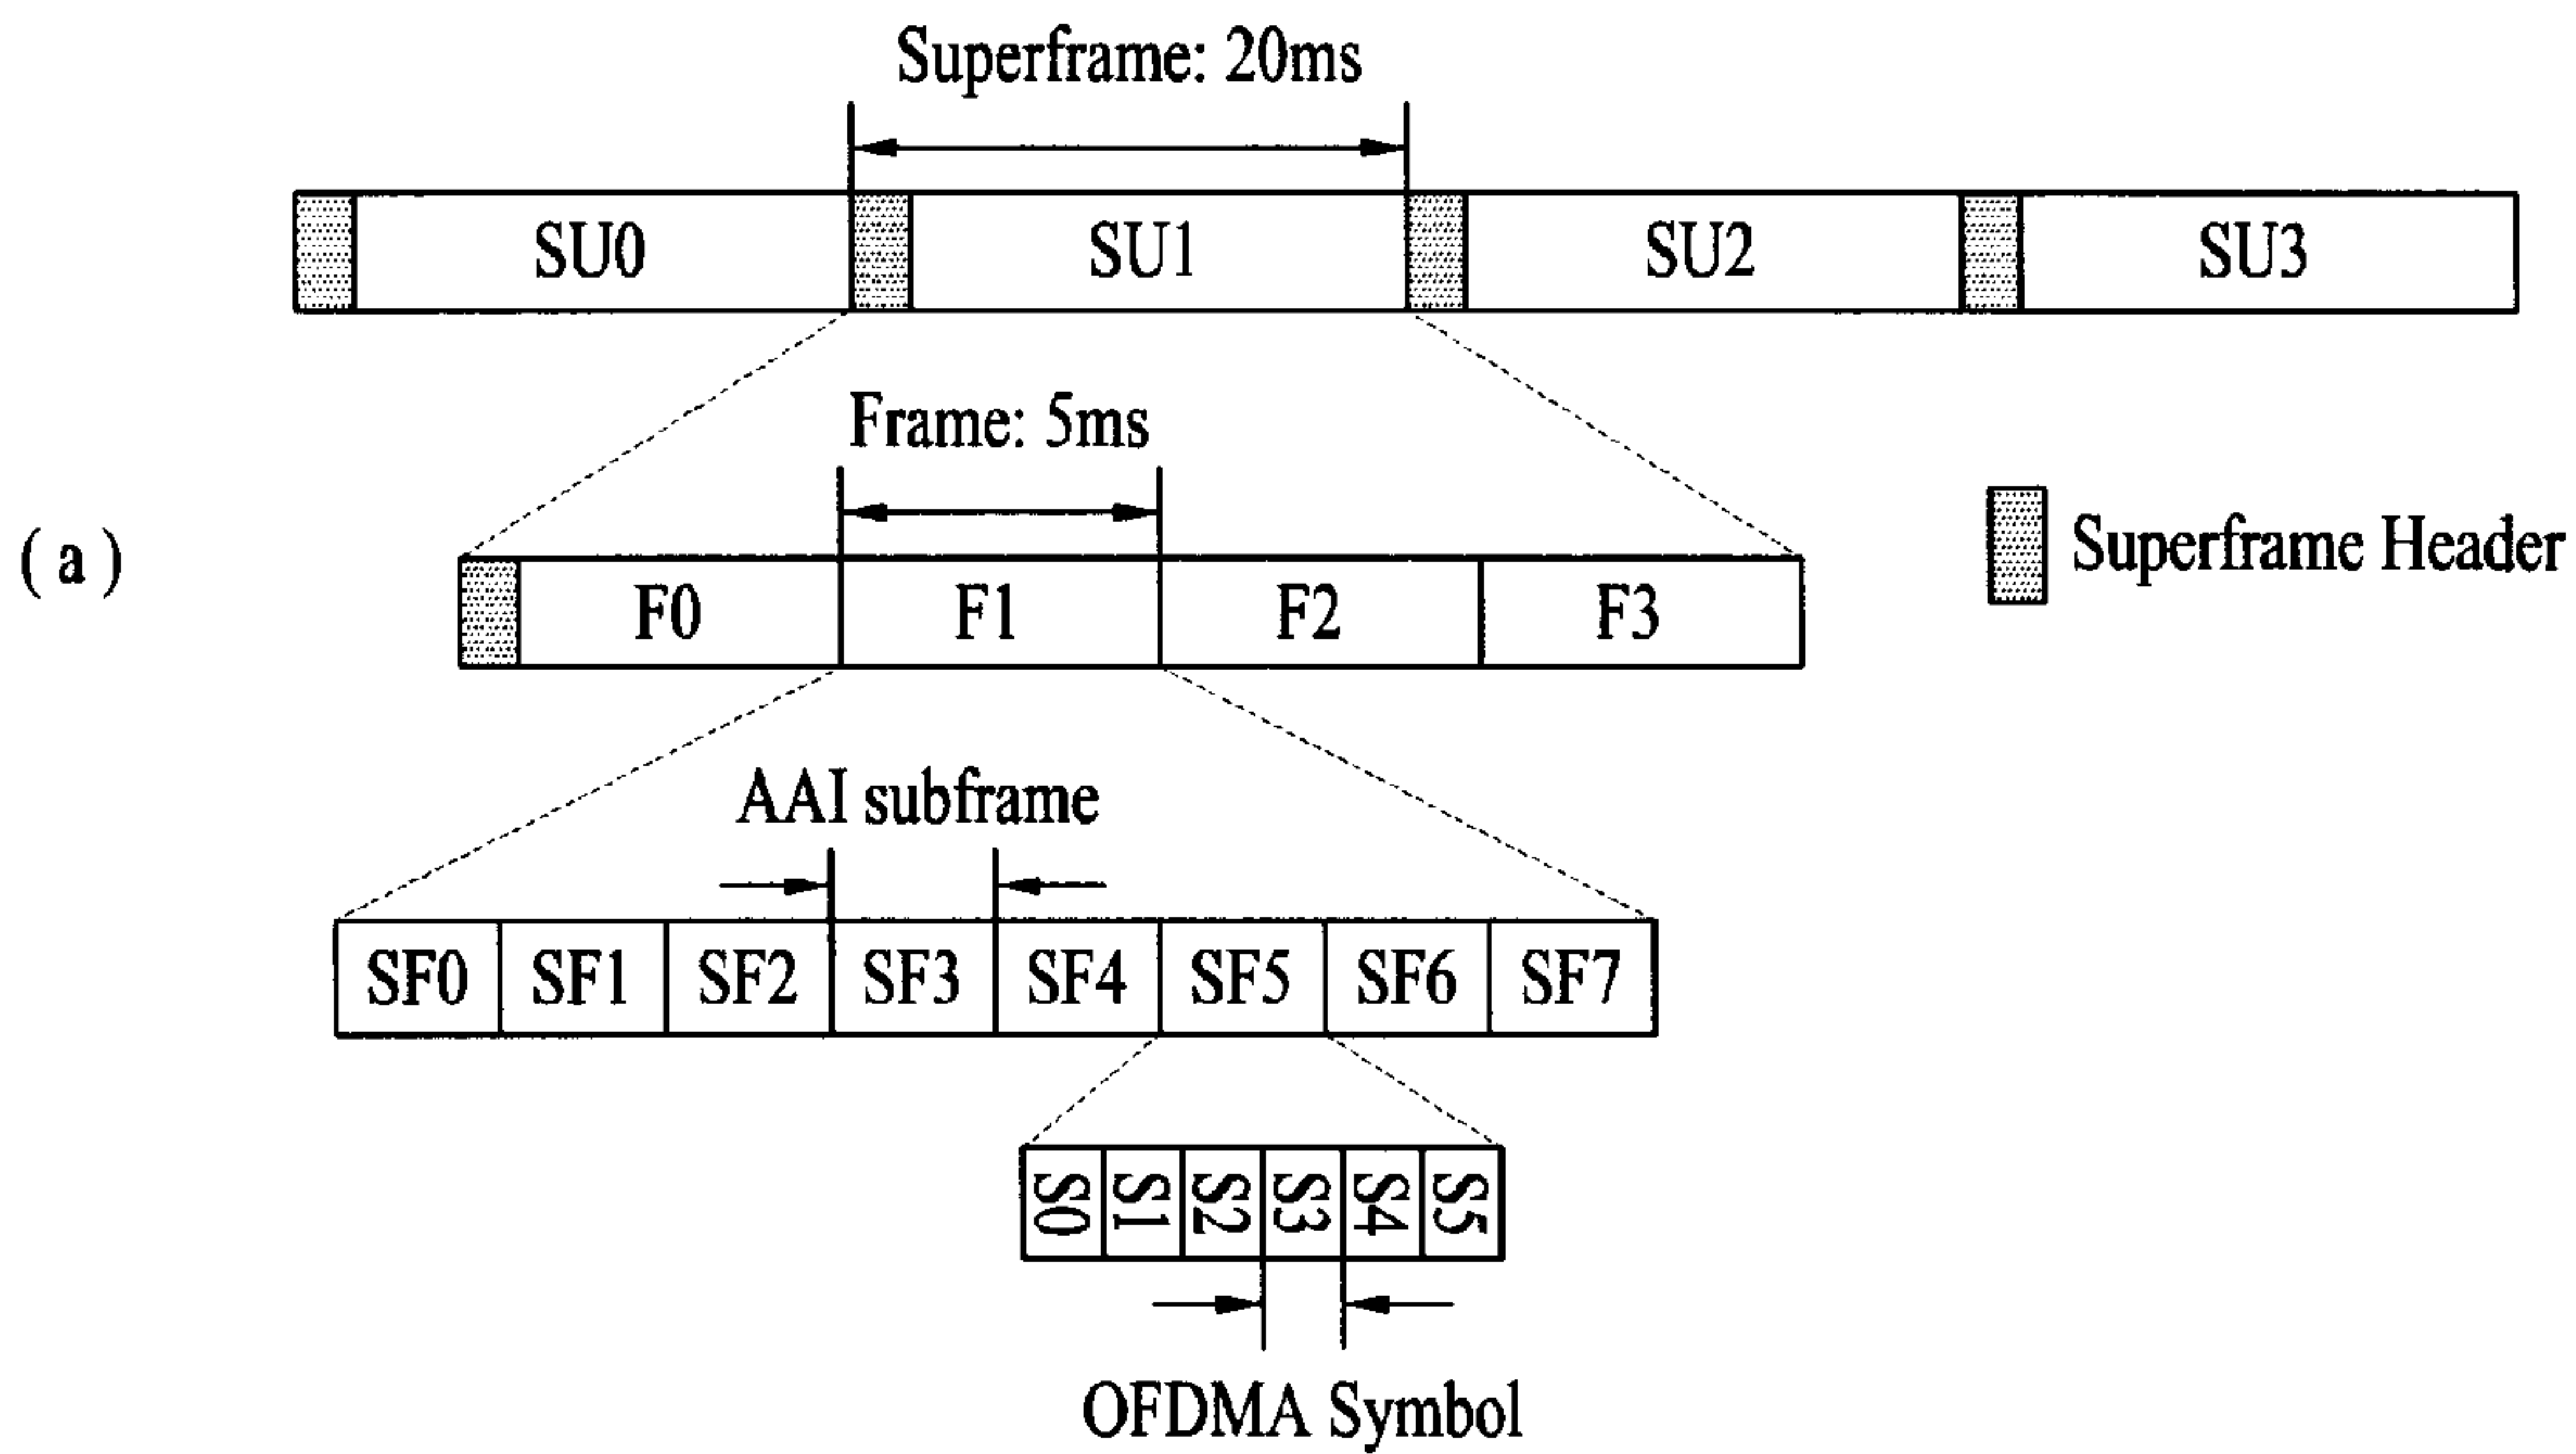 Superframe: 20ms
SU0 SU1 SU2 SU3
Frame: 5ms
( a )
Superframe Header
F0 F1 F2 F3
AAI subframe
SF0 SF1 SF2 SF3 SF4 SF5 SF6 SF7
S0 S1 S2 S3 S4 S5
OFDMA Symbol